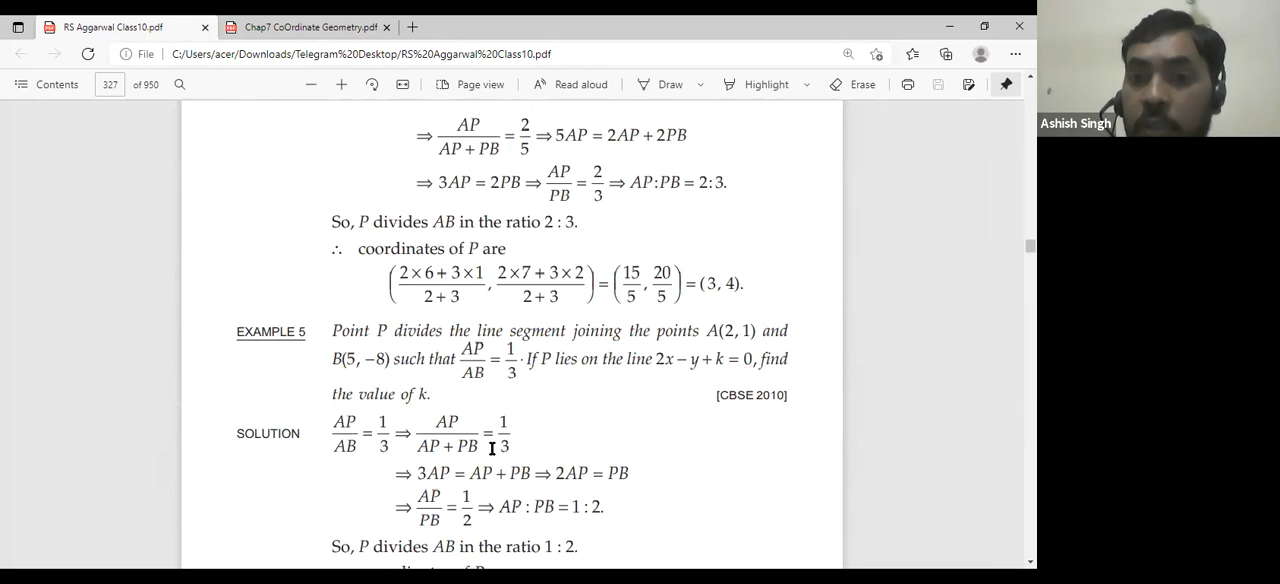 RS Aggarwal Class10.pdf
Chap7 CoOrdinate Geometry.pdf
File
C:/Users/acer/Downloads/Telegram%20Desktop/RS%20Aggarwal%20Class10.pdf
Contents 327 of 950 Page view Read aloud Draw Highlight Erase
Ashish Singh
⇒ AP/(AP + PB) = 2/5 ⇒ 5AP = 2AP + 2PB
⇒ 3AP = 2PB ⇒ AP/PB = 2/3 ⇒ AP:PB = 2:3.
So, P divides AB in the ratio 2 : 3.
∴ coordinates of P are
((2×6+3×1)/(2+3), (2×7+3×2)/(2+3)) = (15/5, 20/5) = (3, 4).
EXAMPLE 5 Point P divides the line segment joining the points A(2, 1) and
B(5, −8) such that AP/AB = 1/3. If P lies on the line 2x − y + k = 0, find
the value of k. [CBSE 2010]
SOLUTION AP/AB = 1/3 ⇒ AP/(AP + PB) = 1/3
⇒ 3AP = AP + PB ⇒ 2AP = PB
⇒ AP/PB = 1/2 ⇒ AP : PB = 1 : 2.
So, P divides AB in the ratio 1 : 2.